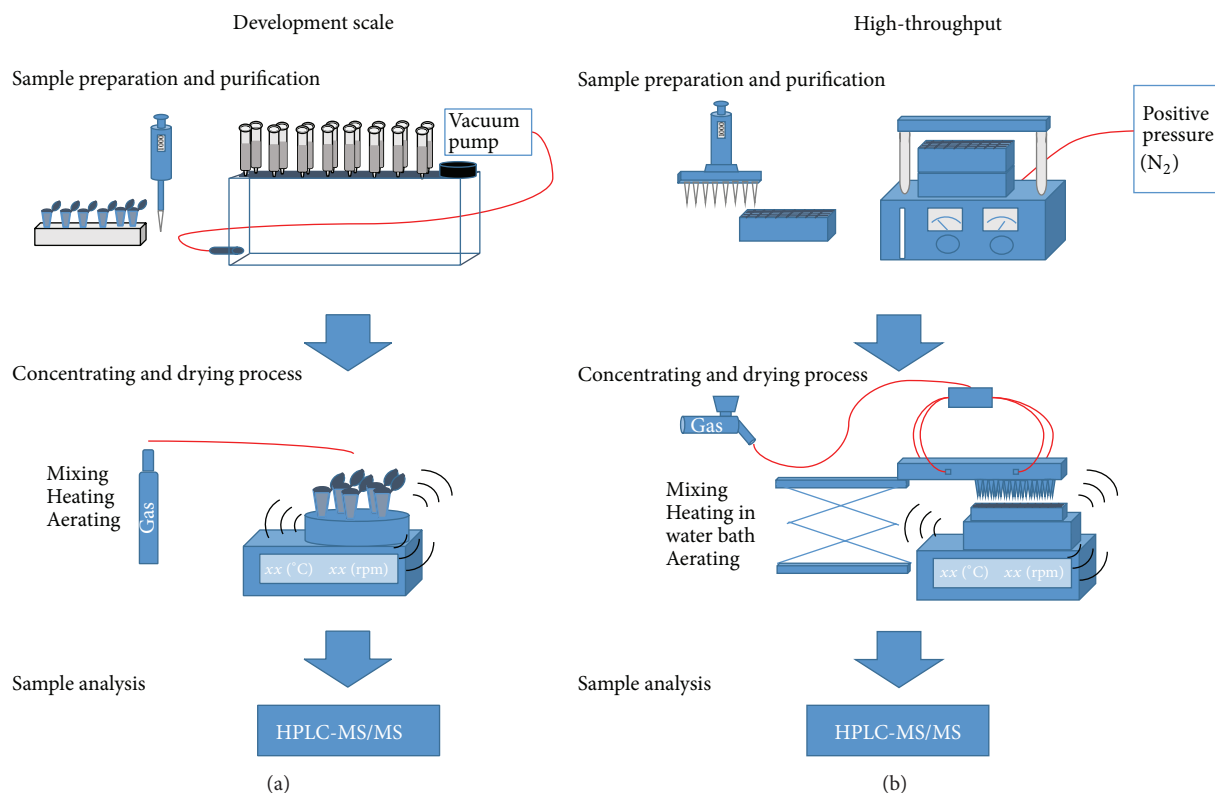 Development scale
Sample preparation and purification
Vacuum
pump
Concentrating and drying process
Mixing
Heating
Aerating
Gas
xx (°C) xx (rpm)
Sample analysis
HPLC-MS/MS
(a)
High-throughput
Sample preparation and purification
Positive
pressure
(N₂)
Concentrating and drying process
Gas
Mixing
Heating in
water bath
Aerating
xx (°C) xx (rpm)
Sample analysis
HPLC-MS/MS
(b)